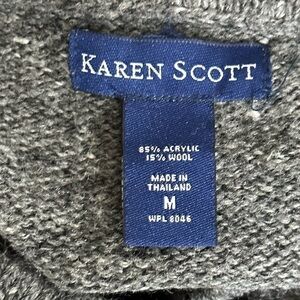 KAREN SCOTT
85% ACRYLIC
15% WOOL
MADE IN
THAILAND
M
WPL 8046